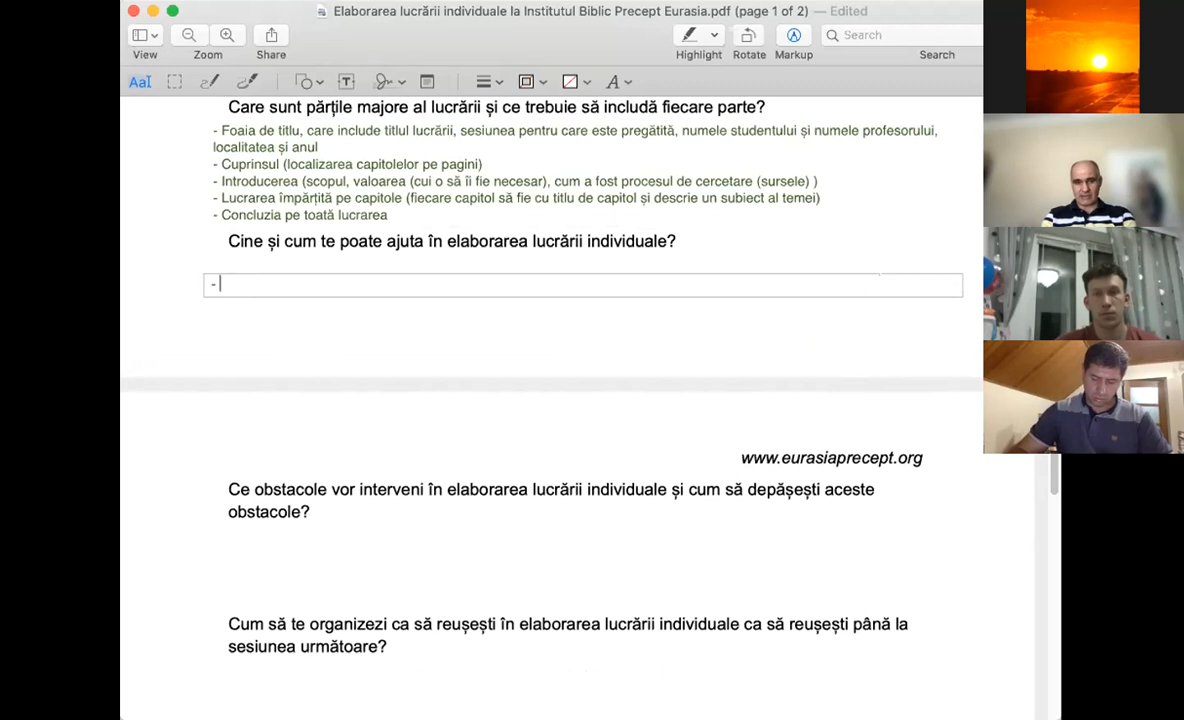 Elaborarea lucrării individuale la Institutul Biblic Precept Eurasia.pdf (page 1 of 2) — Edited
View
Zoom
Share
Highlight
Rotate
Markup
Search
Search
AaI
T
A
Care sunt părțile majore al lucrării și ce trebuie să includă fiecare parte?
- Foaia de titlu, care include titlul lucrării, sesiunea pentru care este pregătită, numele studentului și numele profesorului,
localitatea și anul
- Cuprinsul (localizarea capitolelor pe pagini)
- Introducerea (scopul, valoarea (cui o să îi fie necesar), cum a fost procesul de cercetare (sursele) )
- Lucrarea împărțită pe capitole (fiecare capitol să fie cu titlu de capitol și descrie un subiect al temei)
- Concluzia pe toată lucrarea
Cine și cum te poate ajuta în elaborarea lucrării individuale?
-
www.eurasiaprecept.org
Ce obstacole vor interveni în elaborarea lucrării individuale și cum să depășești aceste
obstacole?
Cum să te organizezi ca să reușești în elaborarea lucrării individuale ca să reușești până la
sesiunea următoare?